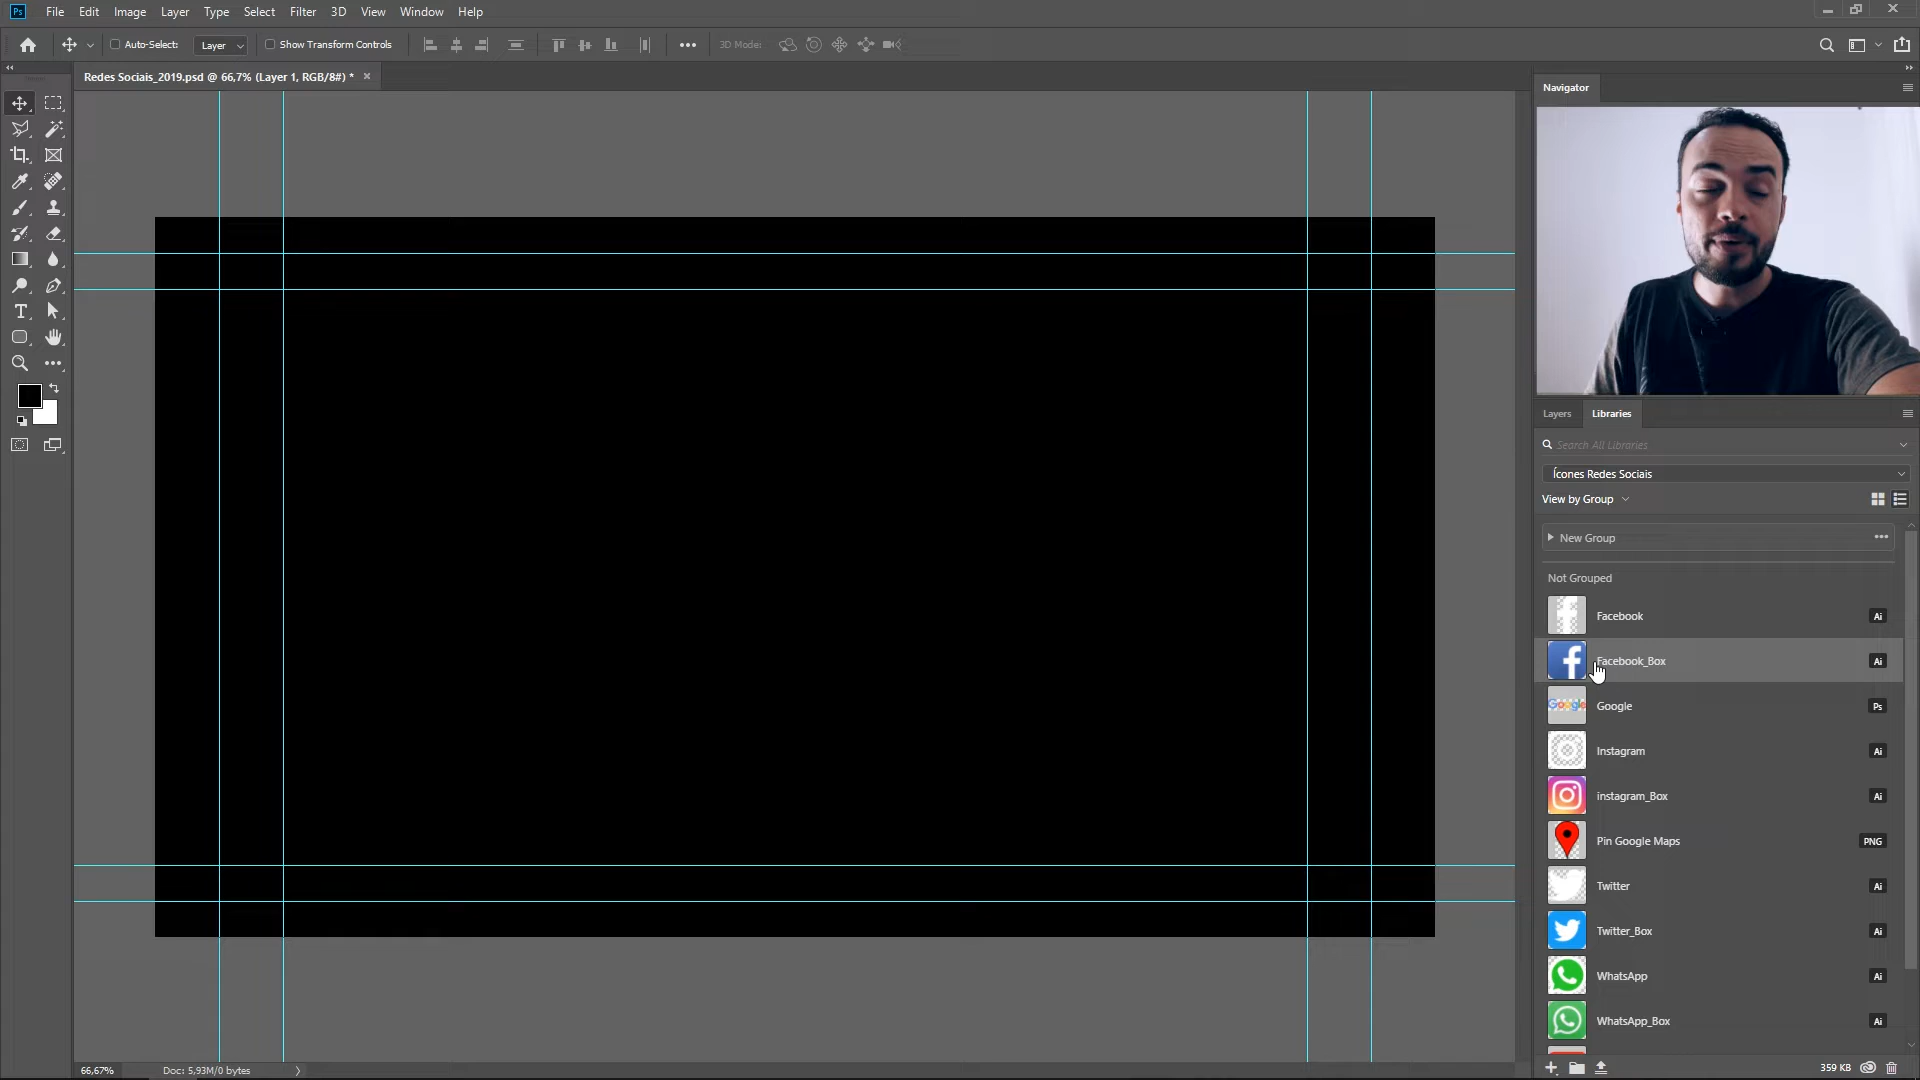 Ps File Edit Image Layer Type Select Filter 3D View Window Help
Auto-Select: Layer Show Transform Controls 3D Mode:
Redes Sociais_2019.psd @ 66,7% (Layer 1, RGB/8#) *
Navigator
Layers Libraries
Search All Libraries
Ícones Redes Sociais
View by Group
New Group
Not Grouped
Facebook Ai
Facebook_Box Ai
Google Google Ps
Instagram Ai
instagram_Box Ai
Pin Google Maps PNG
Twitter Ai
Twitter_Box Ai
WhatsApp Ai
WhatsApp_Box Ai
66,67% Doc: 5,93M/0 bytes 359 KB